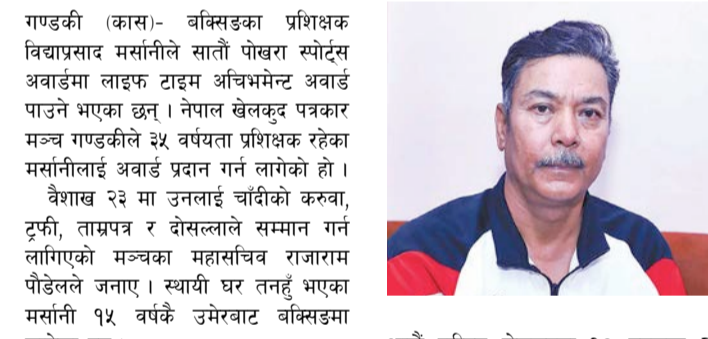 गण्डकी (कास)- बक्सिङका प्रशिक्षक
विद्याप्रसाद मर्सानीले सातौं पोखरा स्पोर्ट्स
अवार्डमा लाइफ टाइम अचिभमेन्ट अवार्ड
पाउने भएका छन् । नेपाल खेलकुद पत्रकार
मञ्च गण्डकीले ३५ वर्षयता प्रशिक्षक रहेका
मर्सानीलाई अवार्ड प्रदान गर्न लागेको हो ।
वैशाख २३ मा उनलाई चाँदीको करुवा,
ट्रफी, ताम्रपत्र र दोसल्लाले सम्मान गर्न
लागिएको मञ्चका महासचिव राजाराम
पौडेलले जनाए । स्थायी घर तनहुँ भएका
मर्सानी १५ वर्षकै उमेरबाट बक्सिङमा